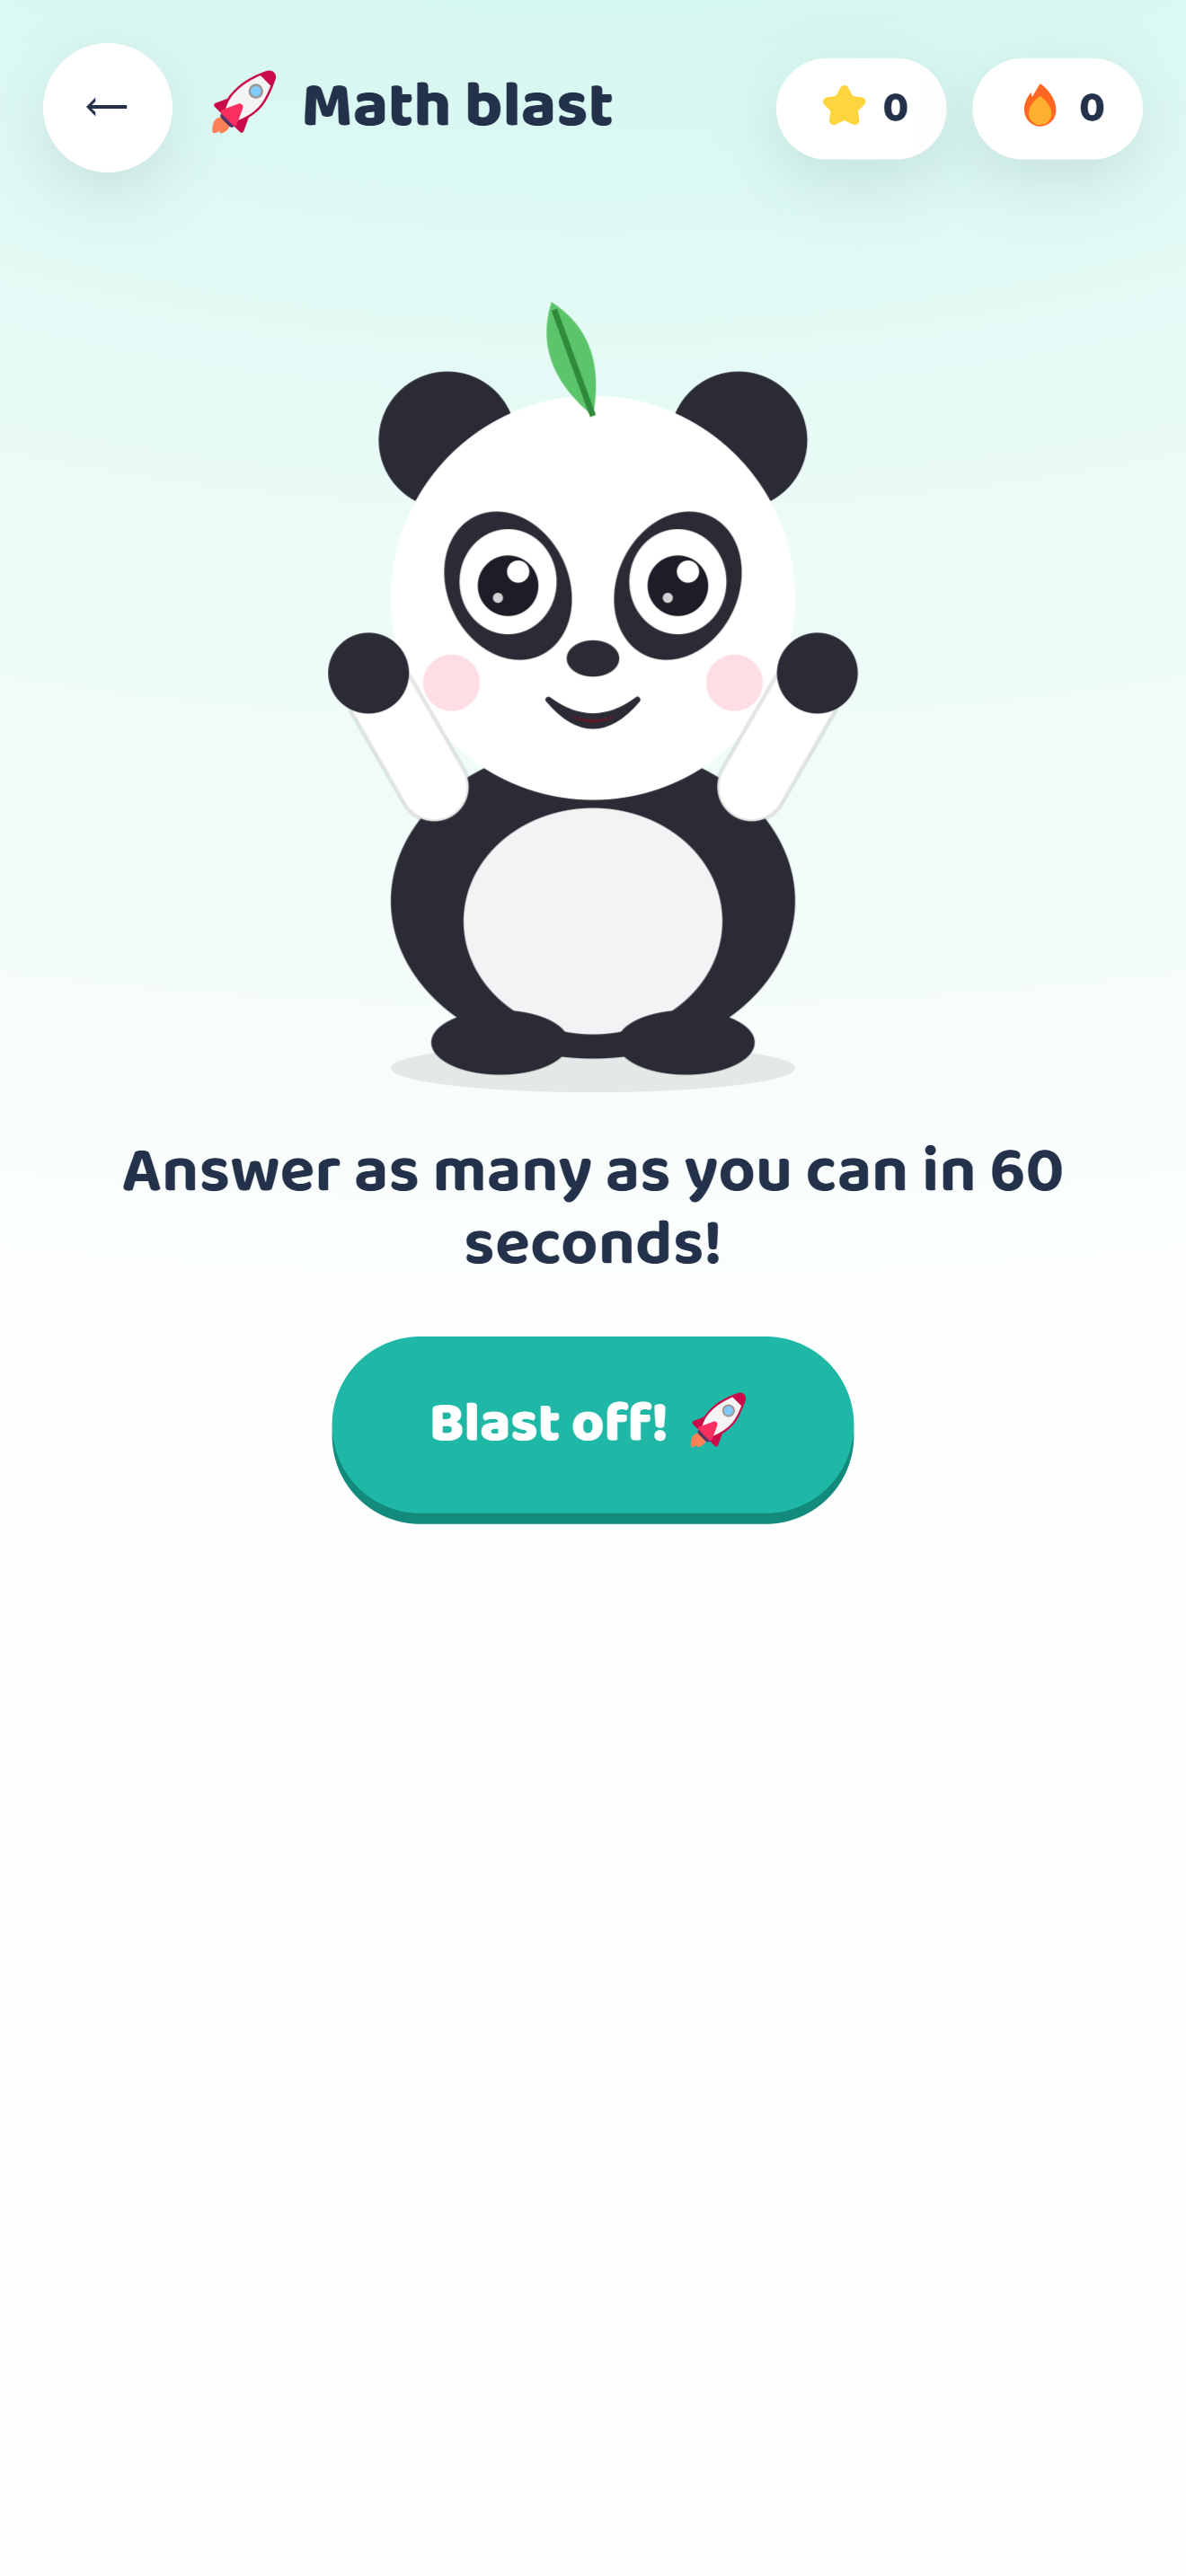 ← 🚀 Math blast ⭐ 0 🔥 0
Answer as many as you can in 60
seconds!
Blast off! 🚀